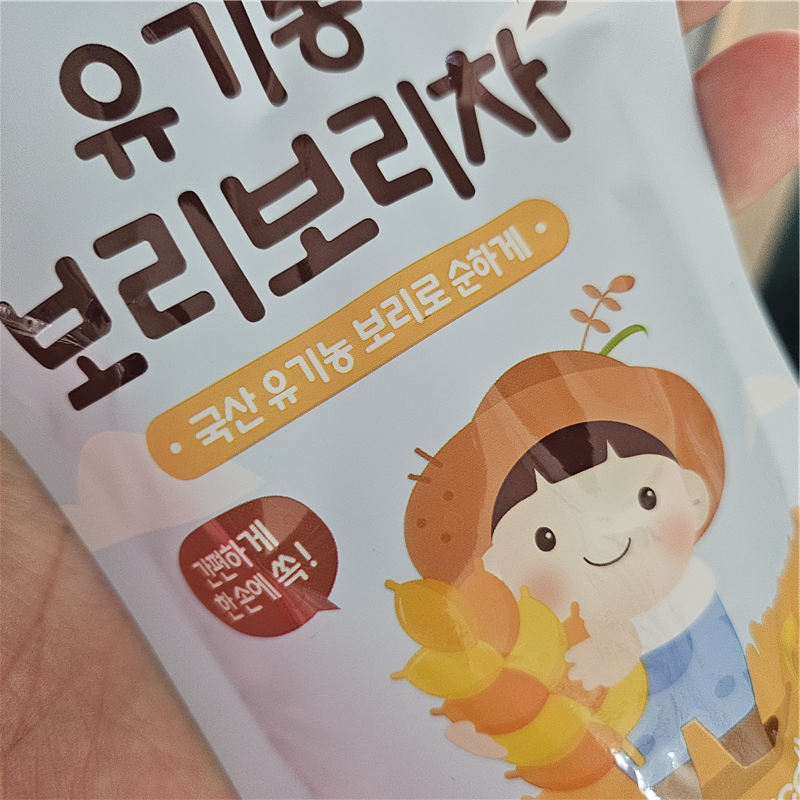 유기농
보리보리차
국산 유기농 보리로 순하게
간편하게
한 손에 쏙!